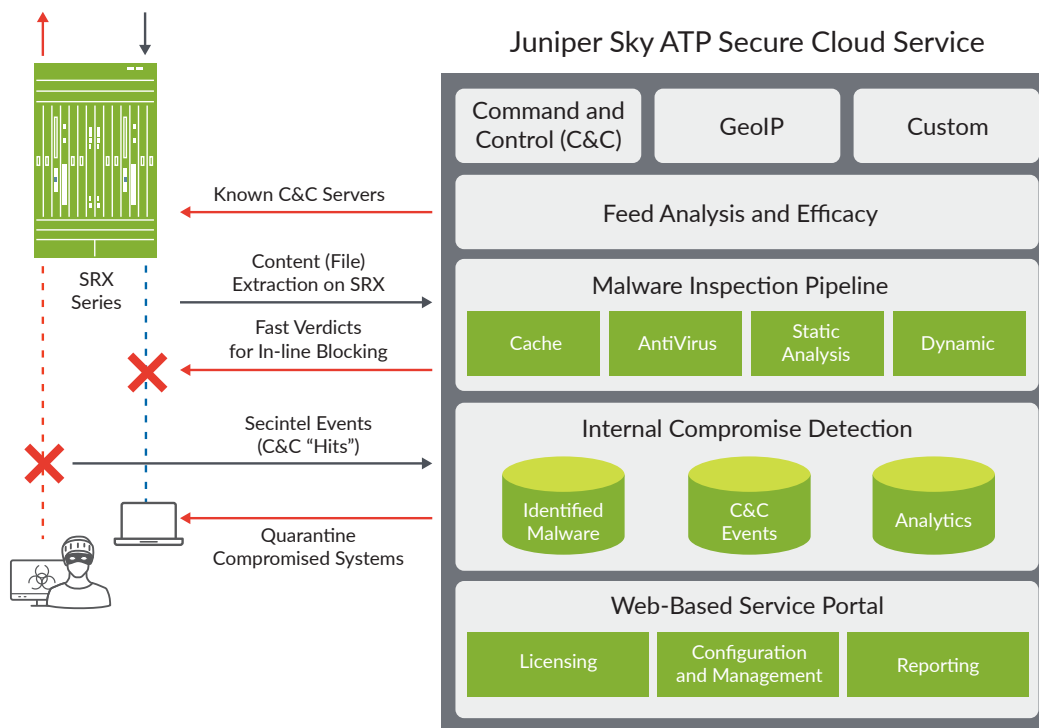 Juniper Sky ATP Secure Cloud Service
Command and
Control (C&C)
GeoIP
Custom
Known C&C Servers
Feed Analysis and Efficacy
SRX
Series
Content (File)
Extraction on SRX
Malware Inspection Pipeline
Cache
AntiVirus
Static
Analysis
Dynamic
Fast Verdicts
for In-line Blocking
Secintel Events
(C&C “Hits”)
Internal Compromise Detection
Identified
Malware
C&C
Events
Analytics
Quarantine
Compromised Systems
Web-Based Service Portal
Licensing
Configuration
and Management
Reporting